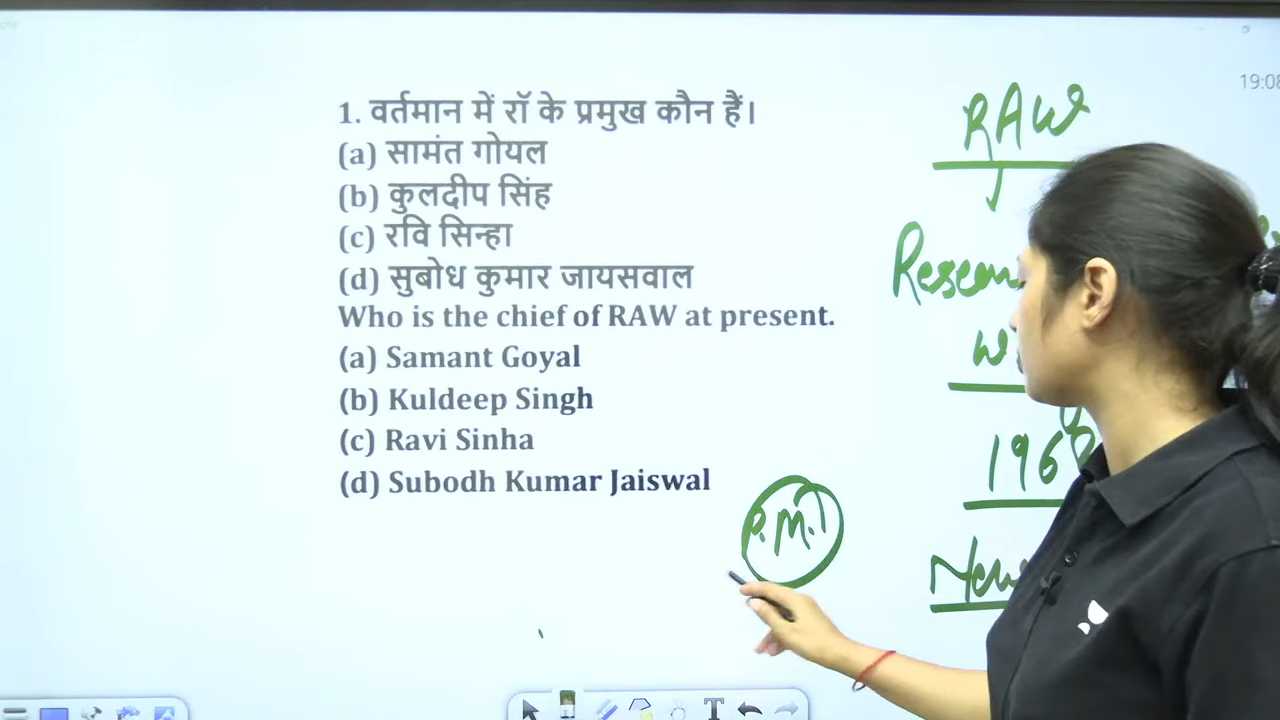 1. वर्तमान में रॉ के प्रमुख कौन हैं।
(a) सामंत गोयल
(b) कुलदीप सिंह
(c) रवि सिन्हा
(d) सुबोध कुमार जायसवाल
Who is the chief of RAW at present.
(a) Samant Goyal
(b) Kuldeep Singh
(c) Ravi Sinha
(d) Subodh Kumar Jaiswal
P.M.
19:08
RAW
1968